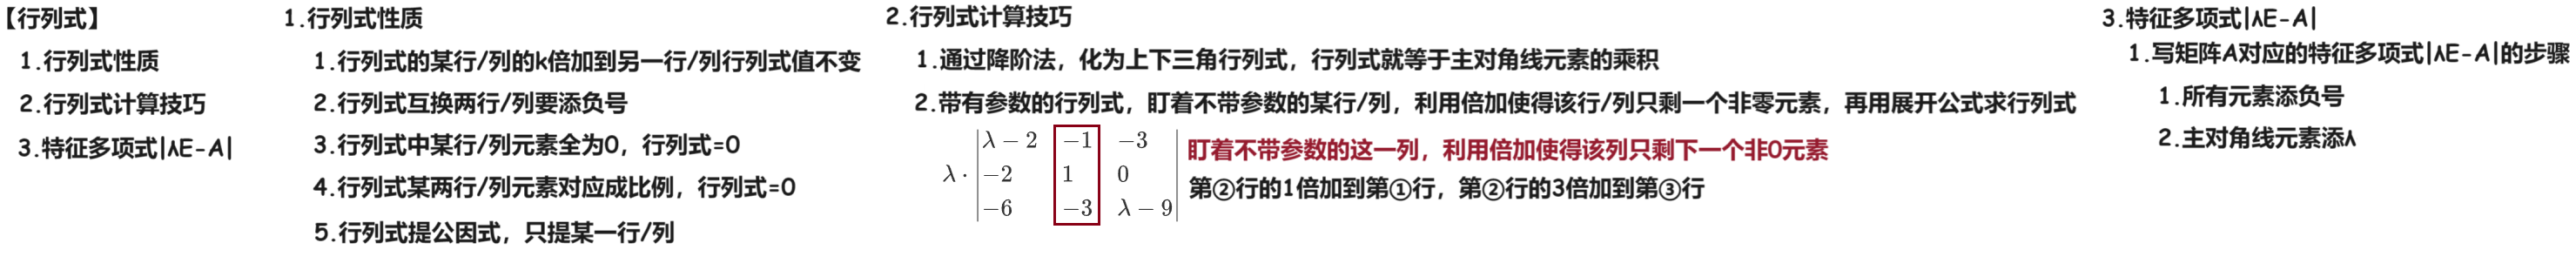 【行列式】
1.行列式性质
2.行列式计算技巧
3.特征多项式|λE-A|
1.行列式性质
1.行列式的某行/列的k倍加到另一行/列行列式值不变
2.行列式互换两行/列要添负号
3.行列式中某行/列元素全为0，行列式=0
4.行列式某两行/列元素对应成比例，行列式=0
5.行列式提公因式，只提某一行/列
2.行列式计算技巧
1.通过降阶法，化为上下三角行列式，行列式就等于主对角线元素的乘积
2.带有参数的行列式，盯着不带参数的某行/列，利用倍加使得该行/列只剩一个非零元素，再用展开公式求行列式
λ − 2 −1 −3
λ · −2 1 0
−6 −3 λ − 9
盯着不带参数的这一列，利用倍加使得该列只剩下一个非0元素
第②行的1倍加到第①行，第②行的3倍加到第③行
3.特征多项式|λE-A|
1.写矩阵A对应的特征多项式|λE-A|的步骤
1.所有元素添负号
2.主对角线元素添λ